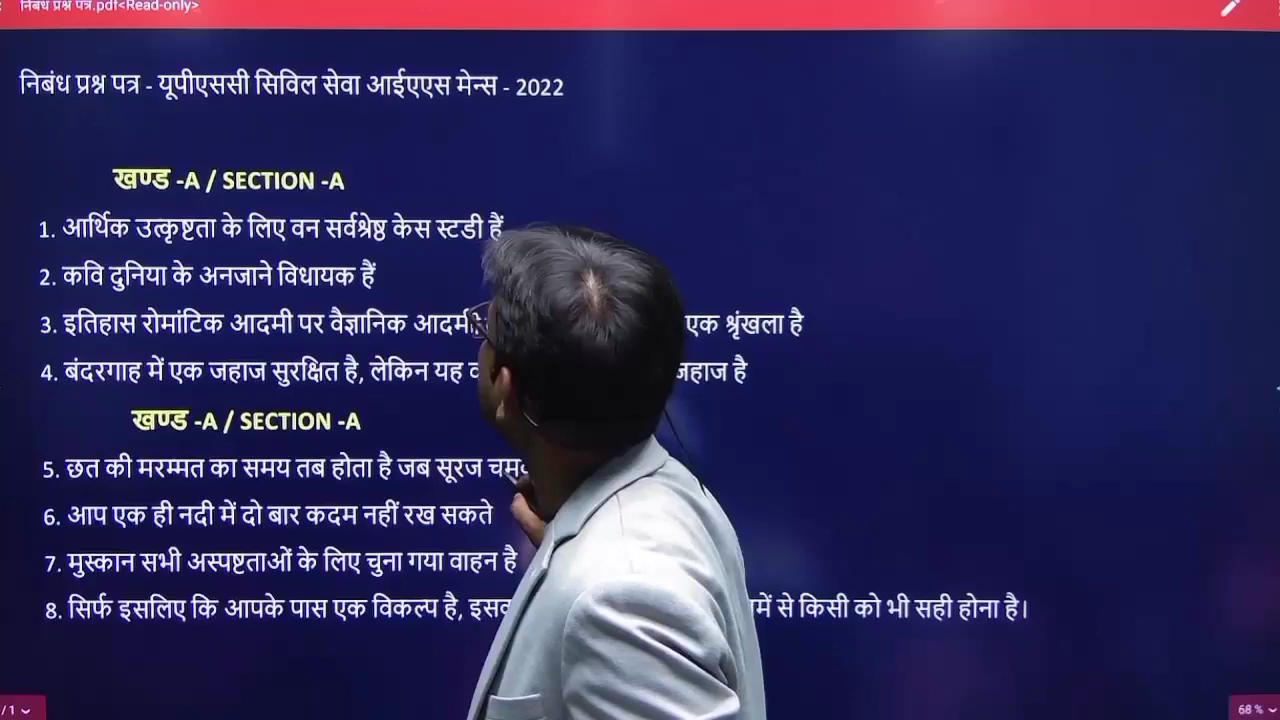 निबंध प्रश्न पत्र.pdf<Read-only>
निबंध प्रश्न पत्र - यूपीएससी सिविल सेवा आईएएस मेन्स - 2022
खण्ड -A / SECTION -A
1. आर्थिक उत्कृष्टता के लिए वन सर्वश्रेष्ठ केस स्टडी हैं
2. कवि दुनिया के अनजाने विधायक हैं
3. इतिहास रोमांटिक आदमी पर वैज्ञानिक आदमी एक श्रृंखला है
4. बंदरगाह में एक जहाज सुरक्षित है, लेकिन यह जहाज है
खण्ड -A / SECTION -A
5. छत की मरम्मत का समय तब होता है जब सूरज
6. आप एक ही नदी में दो बार कदम नहीं रख सकते
7. मुस्कान सभी अस्पष्टताओं के लिए चुना गया वाहन है
8. सिर्फ इसलिए कि आपके पास एक विकल्प है, में से किसी को भी सही होना है।
/1
68 %